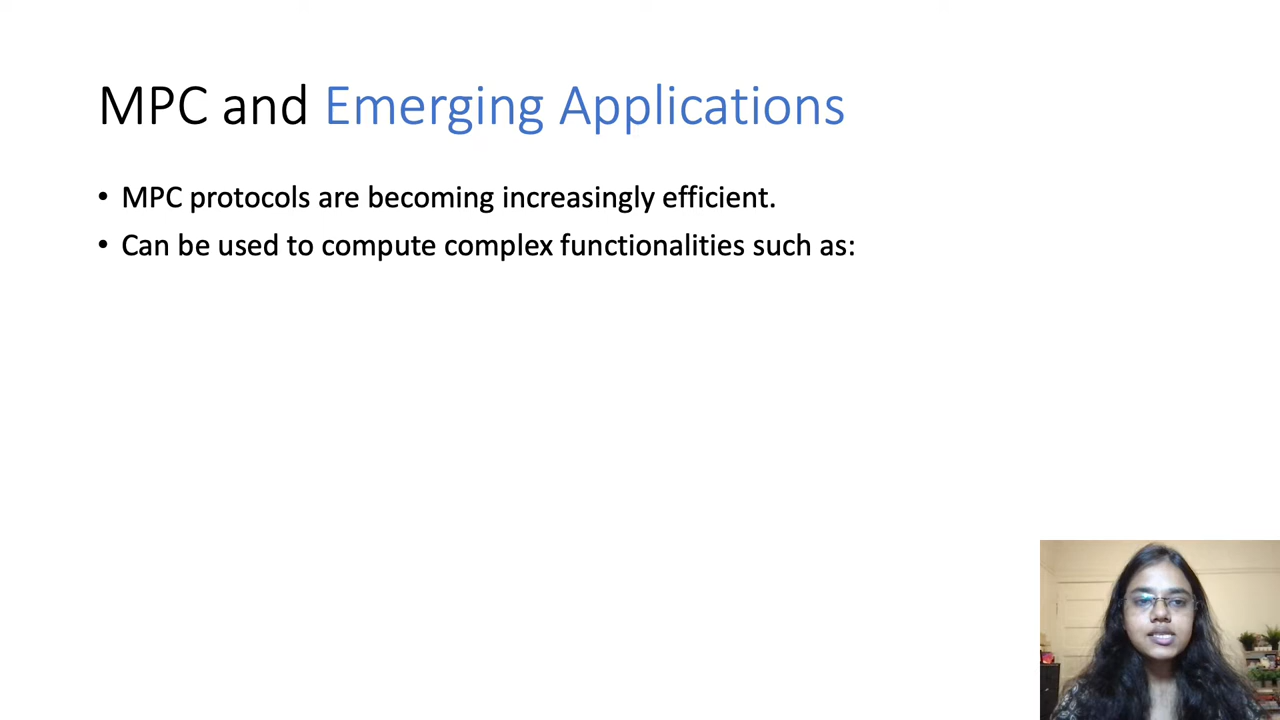 MPC and Emerging Applications
• MPC protocols are becoming increasingly efficient.
• Can be used to compute complex functionalities such as: